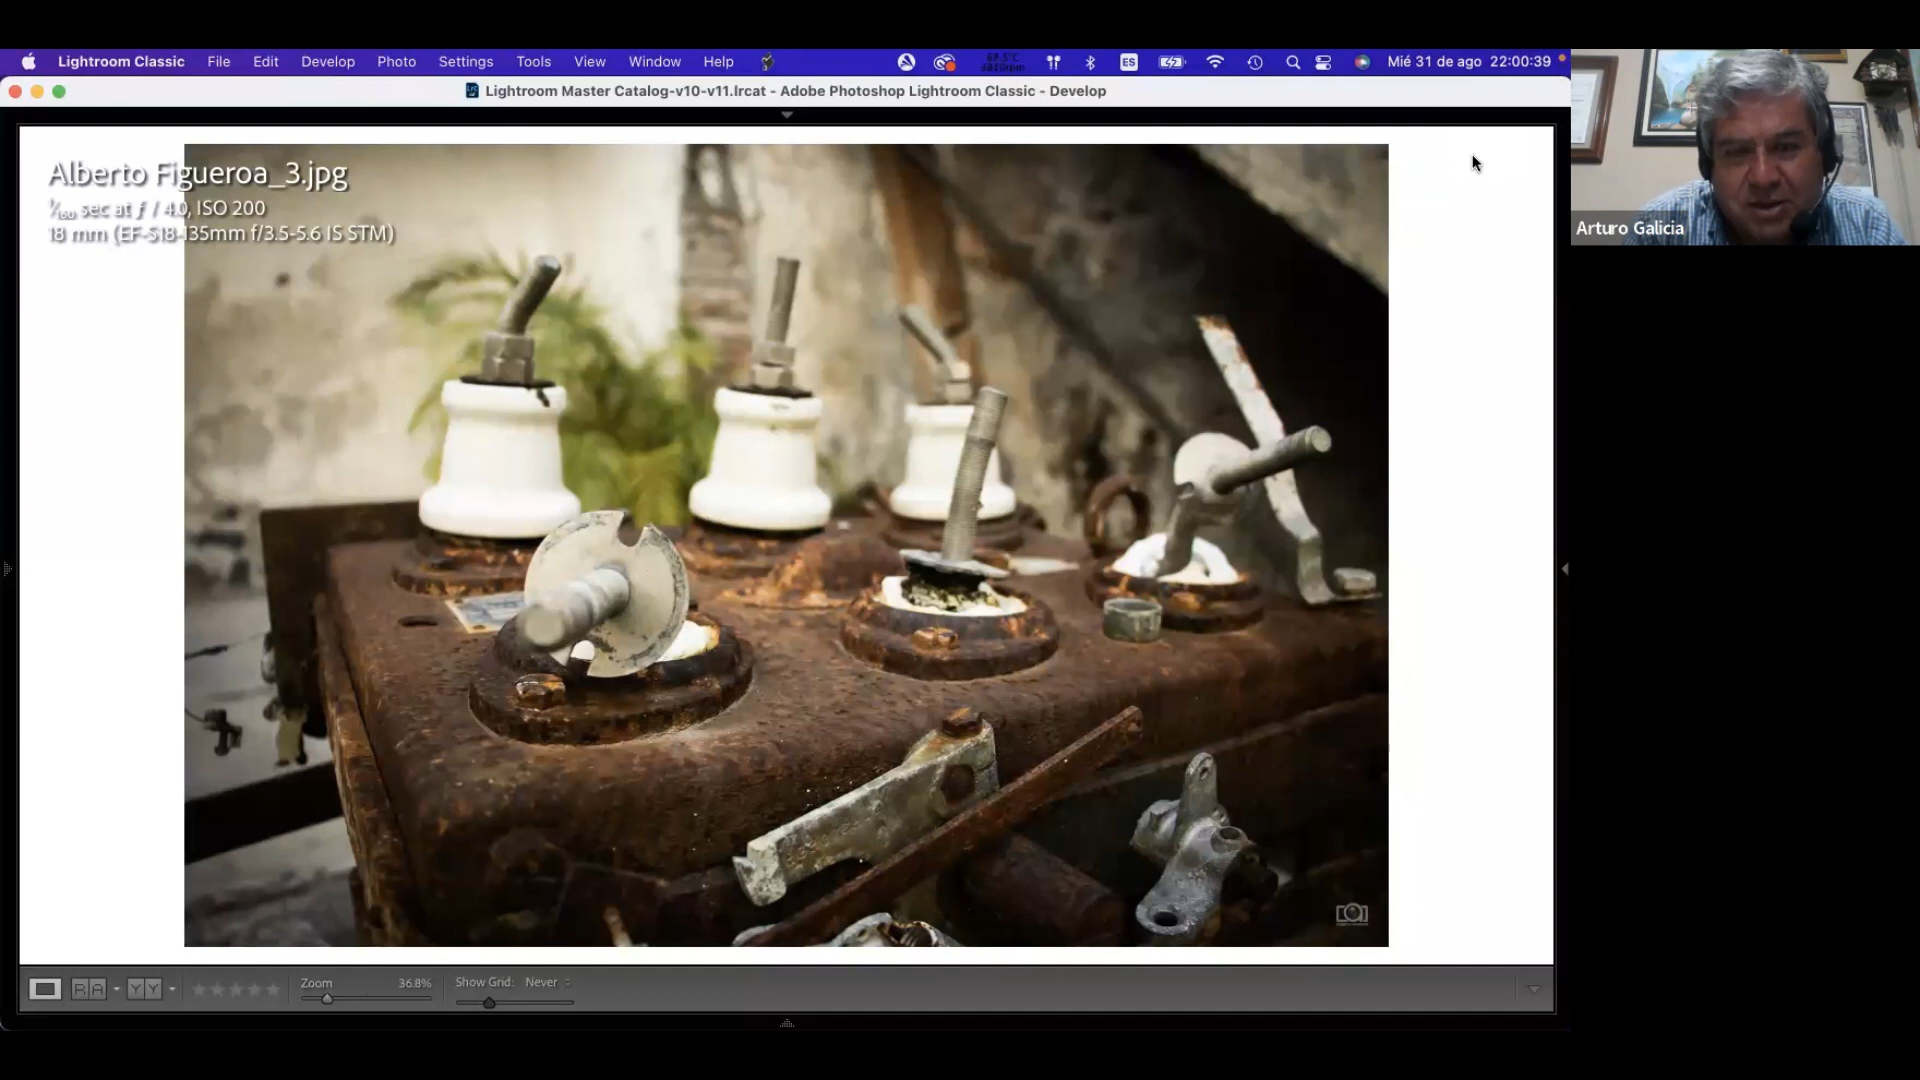 Lightroom Classic File Edit Develop Photo Settings Tools View Window Help ES Mié 31 de ago 22:00:39
Lightroom Master Catalog-v10-v11.lrcat - Adobe Photoshop Lightroom Classic - Develop
Alberto Figueroa_3.jpg
1/160 sec at ƒ / 4.0, ISO 200
18 mm (EF-S18-135mm f/3.5-5.6 IS STM)
Arturo Galicia
R A Y Y Zoom 36.8% Show Grid: Never